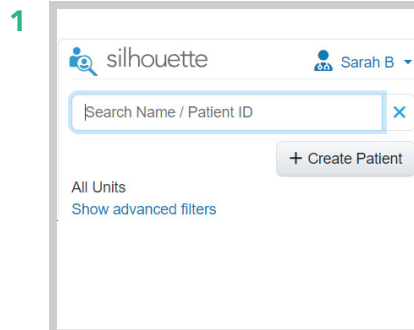 1
silhouette
Sarah B
Search Name / Patient ID
+ Create Patient
All Units
Show advanced filters